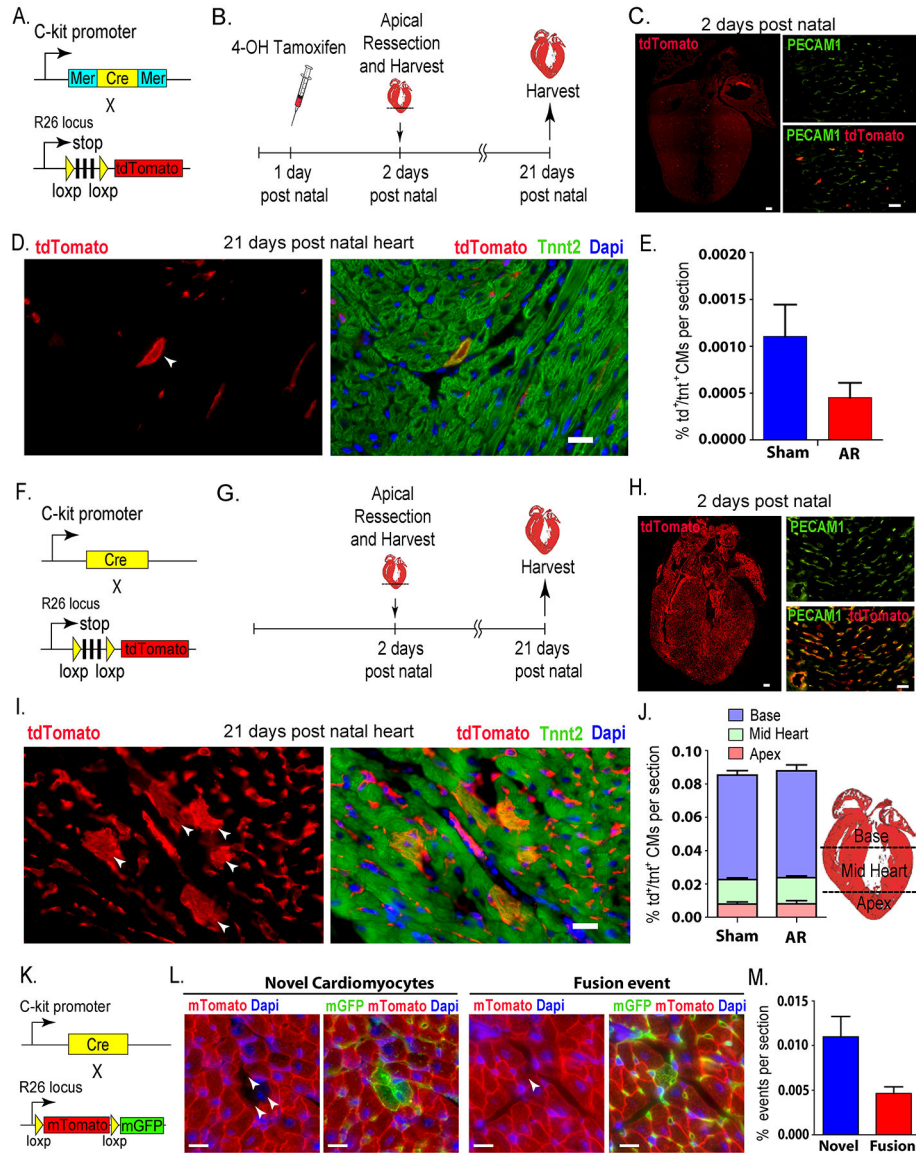 A.
C-kit promoter
Mer Cre Mer
X
R26 locus
stop
tdTomato
loxp loxp
B.
4-OH Tamoxifen
Apical
Ressection
and Harvest
Harvest
1 day
post natal
2 days
post natal
21 days
post natal
C.
2 days post natal
tdTomato
PECAM1
PECAM1 tdTomato
D.
tdTomato
21 days post natal heart
tdTomato Tnnt2 Dapi
E.
% td+/tnt+ CMs per section
0.0020
0.0015
0.0010
0.0005
0.0000
Sham AR
F.
C-kit promoter
Cre
X
R26 locus
stop
tdTomato
loxp loxp
G.
Apical
Ressection
and Harvest
Harvest
2 days
post natal
21 days
post natal
H.
2 days post natal
tdTomato
PECAM1
PECAM1 tdTomato
I.
tdTomato
21 days post natal heart
tdTomato Tnnt2 Dapi
J.
Base
Mid Heart
Apex
% td+/tnt+ CMs per section
0.10
0.08
0.06
0.04
0.02
0.00
Sham AR
Base
Mid Heart
Apex
K.
C-kit promoter
Cre
X
R26 locus
mTomato mGFP
loxp loxp
L.
Novel Cardiomyocytes
mTomato Dapi
mGFP mTomato Dapi
Fusion event
mTomato Dapi
mGFP mTomato Dapi
M.
% events per section
0.015
0.010
0.005
0.000
Novel Fusion